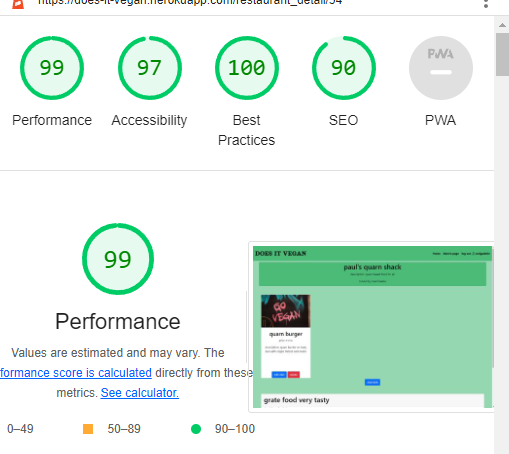 https://does-it-vegan.herokuapp.com/restaurant_detail/54
99
97
100
90
PWA
Performance
Accessibility
Best
Practices
SEO
PWA
99
Performance
Values are estimated and may vary. The
formance score is calculated directly from these
metrics. See calculator.
0–49
50–89
90–100
DOES IT VEGAN
paul's quarn shack
GO
VEGAN
quarn burger
grate food very tasty